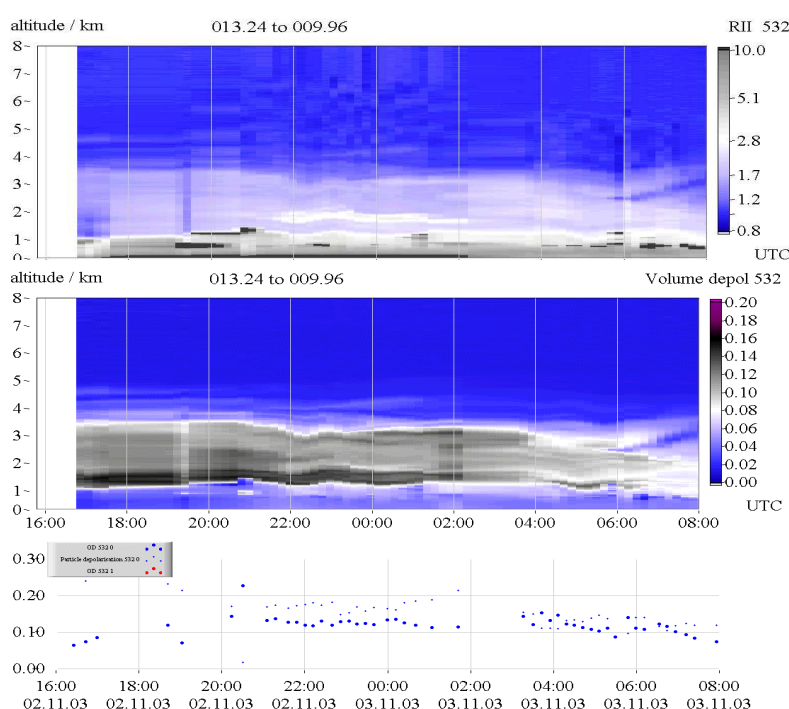 altitude / km 013.24 to 009.96 RII 532
8~ 10.0
7~
6~ 5.1
5~
4~ 2.8
3~ 1.7
2~ 1.2
1~ 0.8
0~ UTC
altitude / km 013.24 to 009.96 Volume depol 532
8~ 0.20
7~ 0.18
6~ 0.16
5~ 0.14
4~ 0.12
3~ 0.10
2~ 0.08
1~ 0.06
0~ 0.04
0.02
0.00
UTC
16:00 18:00 20:00 22:00 00:00 02:00 04:00 06:00 08:00
OD 532 0
Particle depolarisation 532 0
OD 532 1
0.30
0.20
0.10
0.00
16:00 18:00 20:00 22:00 00:00 02:00 04:00 06:00 08:00
02.11.03 02.11.03 02.11.03 02.11.03 03.11.03 03.11.03 03.11.03 03.11.03 03.11.03